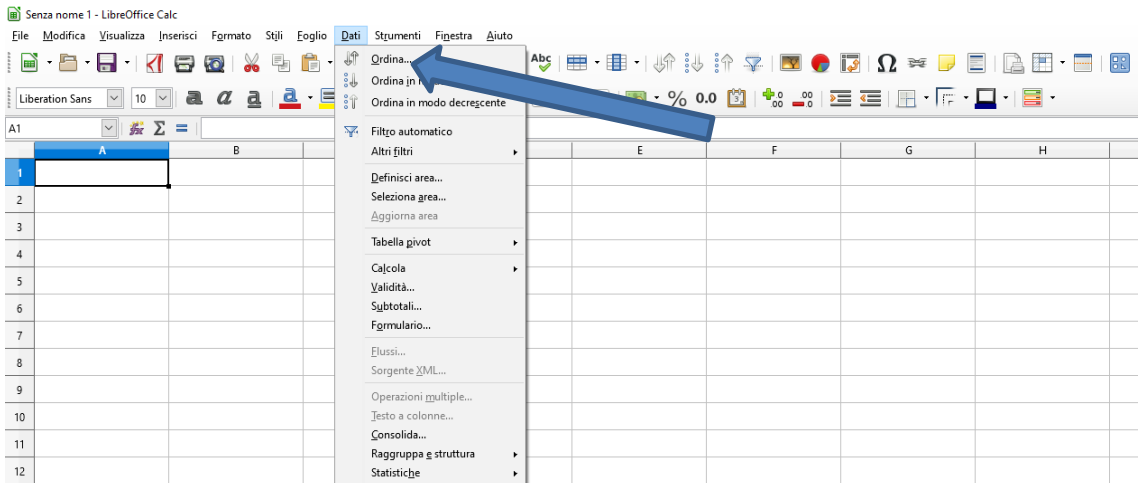 Senza nome 1 - LibreOffice Calc
File Modifica Visualizza Inserisci Formato Stili Foglio Dati Strumenti Finestra Aiuto
Ordina...
Abc
Ordina in
Liberation Sans 10 a a a a % 0.0
Ordina in modo decrescente
A1
Filtro automatico
A B E F G H
Altri filtri
1
Definisci area...
2
Seleziona area...
Aggiorna area
3
Tabella pivot
4
Calcola
5
Validità...
6
Subtotali...
Formulario...
7
Flussi...
8
Sorgente XML...
9
Operazioni multiple...
10
Testo a colonne...
11
Consolida...
Raggruppa e struttura
12
Statistiche